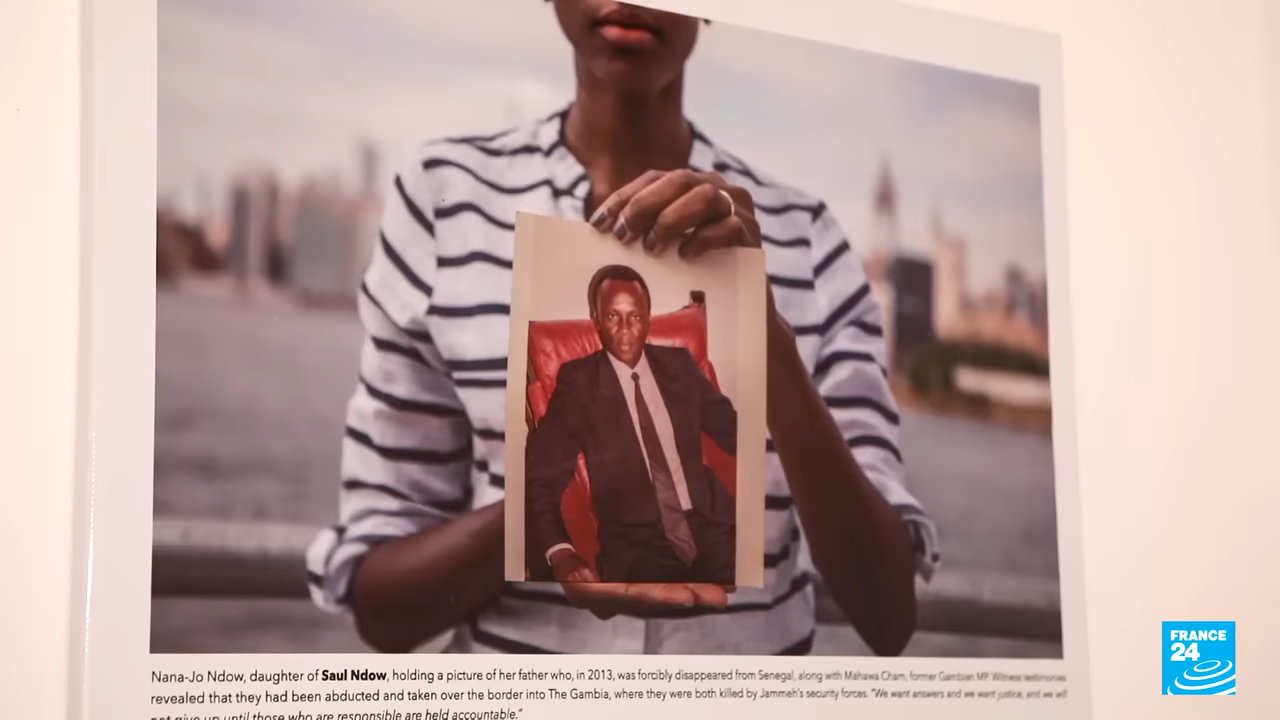 Nana-Jo Ndow, daughter of Saul Ndow, holding a picture of her father who, in 2013, was forcibly disappeared from Senegal, along with Mahawa Cham, former Gambian MP. Witness testimonies
revealed that they had been abducted and taken over the border into The Gambia, where they were both killed by Jammeh's security forces. "We want answers and we want justice, and we will
not give up until those who are responsible are held accountable."
FRANCE
24